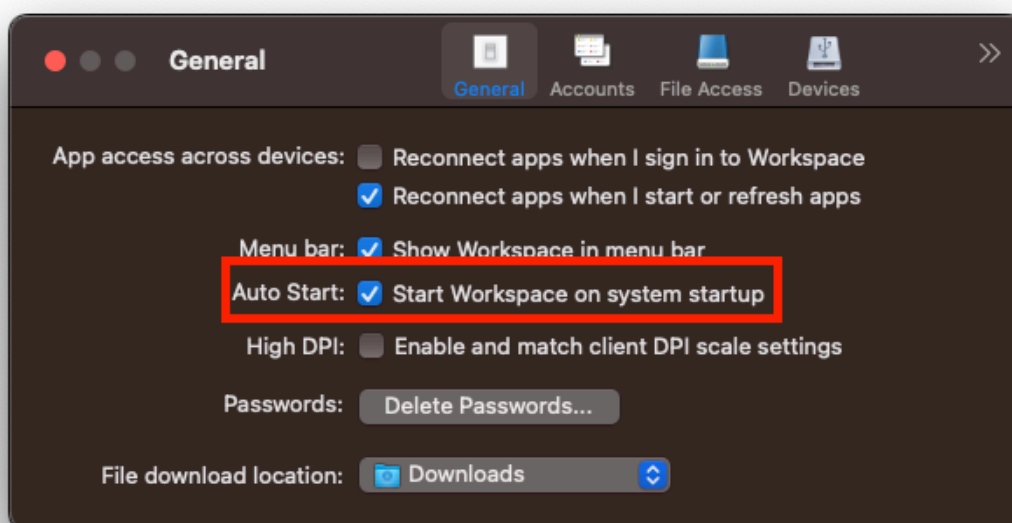 General
General Accounts File Access Devices
App access across devices: Reconnect apps when I sign in to Workspace
Reconnect apps when I start or refresh apps
Menu bar: Show Workspace in menu bar
Auto Start: Start Workspace on system startup
High DPI: Enable and match client DPI scale settings
Passwords: Delete Passwords...
File download location: Downloads